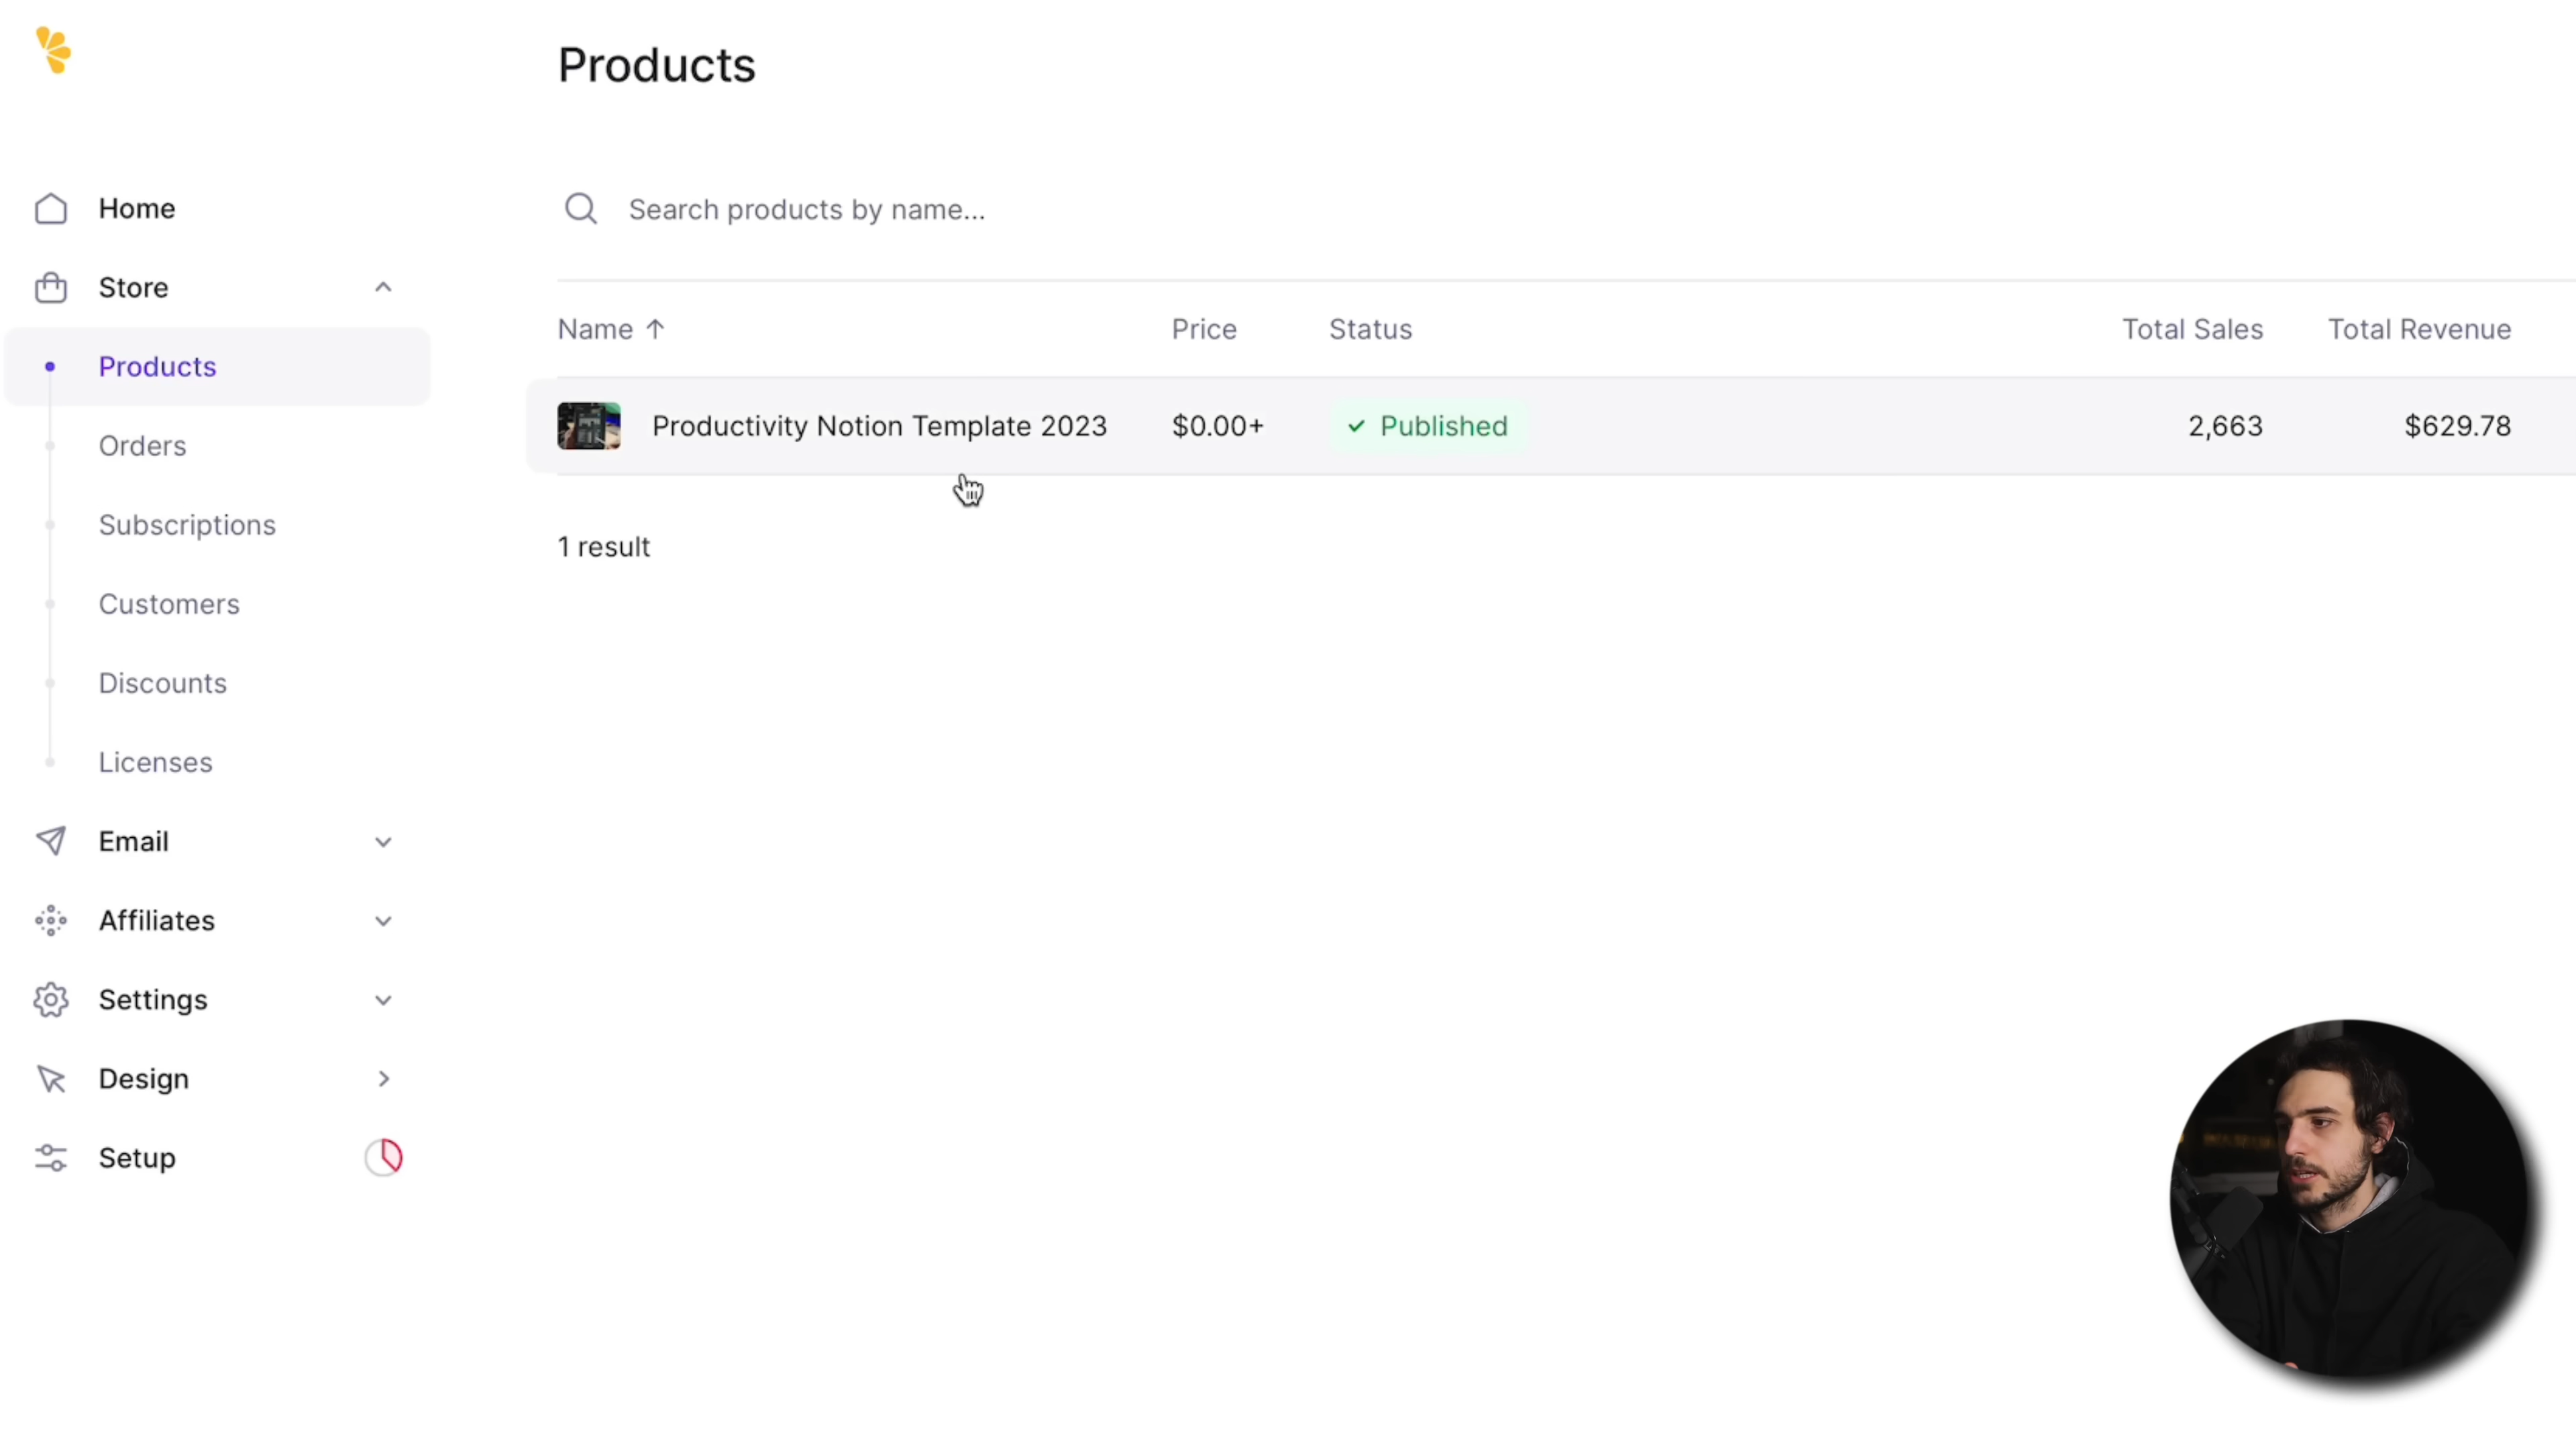 Products
Home
Search products by name...
Store
Name ↑ Price Status Total Sales Total Revenue
Products
Productivity Notion Template 2023 $0.00+ Published 2,663 $629.78
Orders
Subscriptions
1 result
Customers
Discounts
Licenses
Email
Affiliates
Settings
Design
Setup